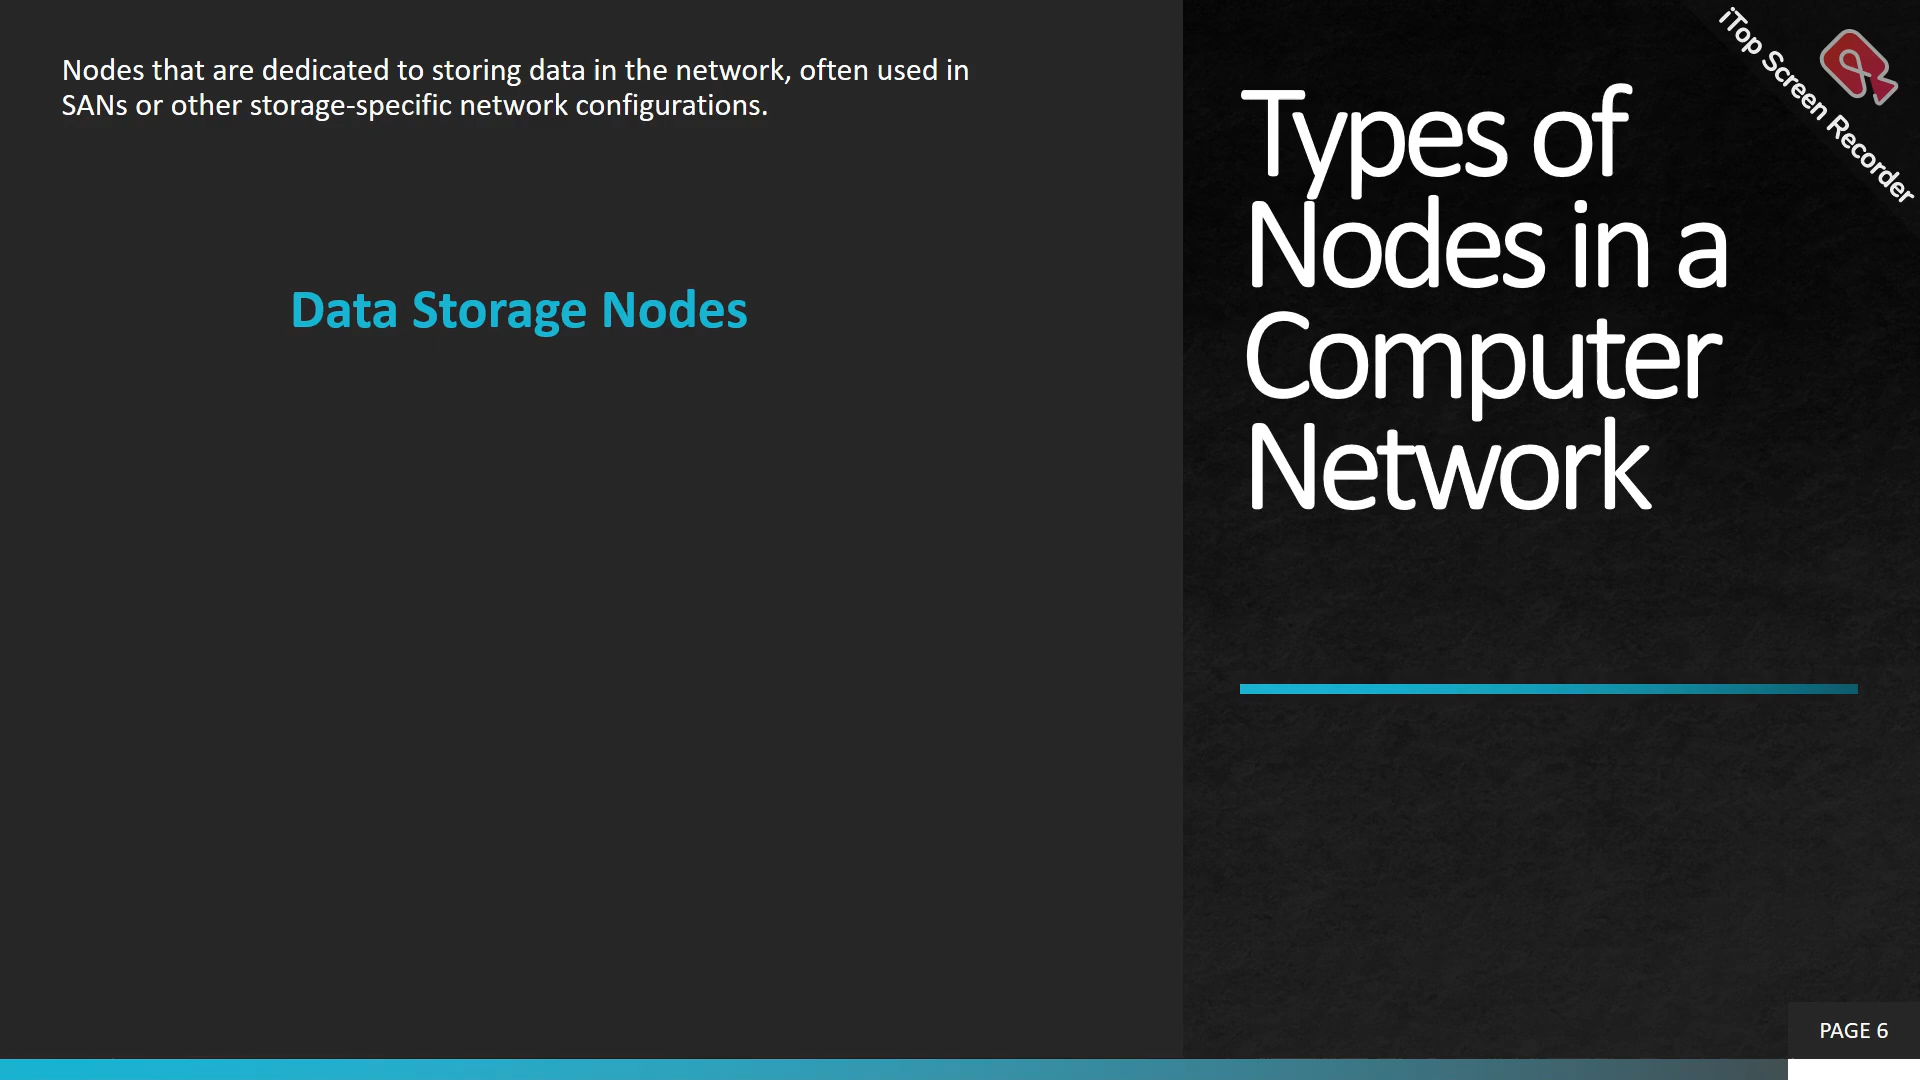 Nodes that are dedicated to storing data in the network, often used in
SANs or other storage-specific network configurations.
Data Storage Nodes
Types of
Nodes in a
Computer
Network
iTop Screen Recorder
PAGE 6